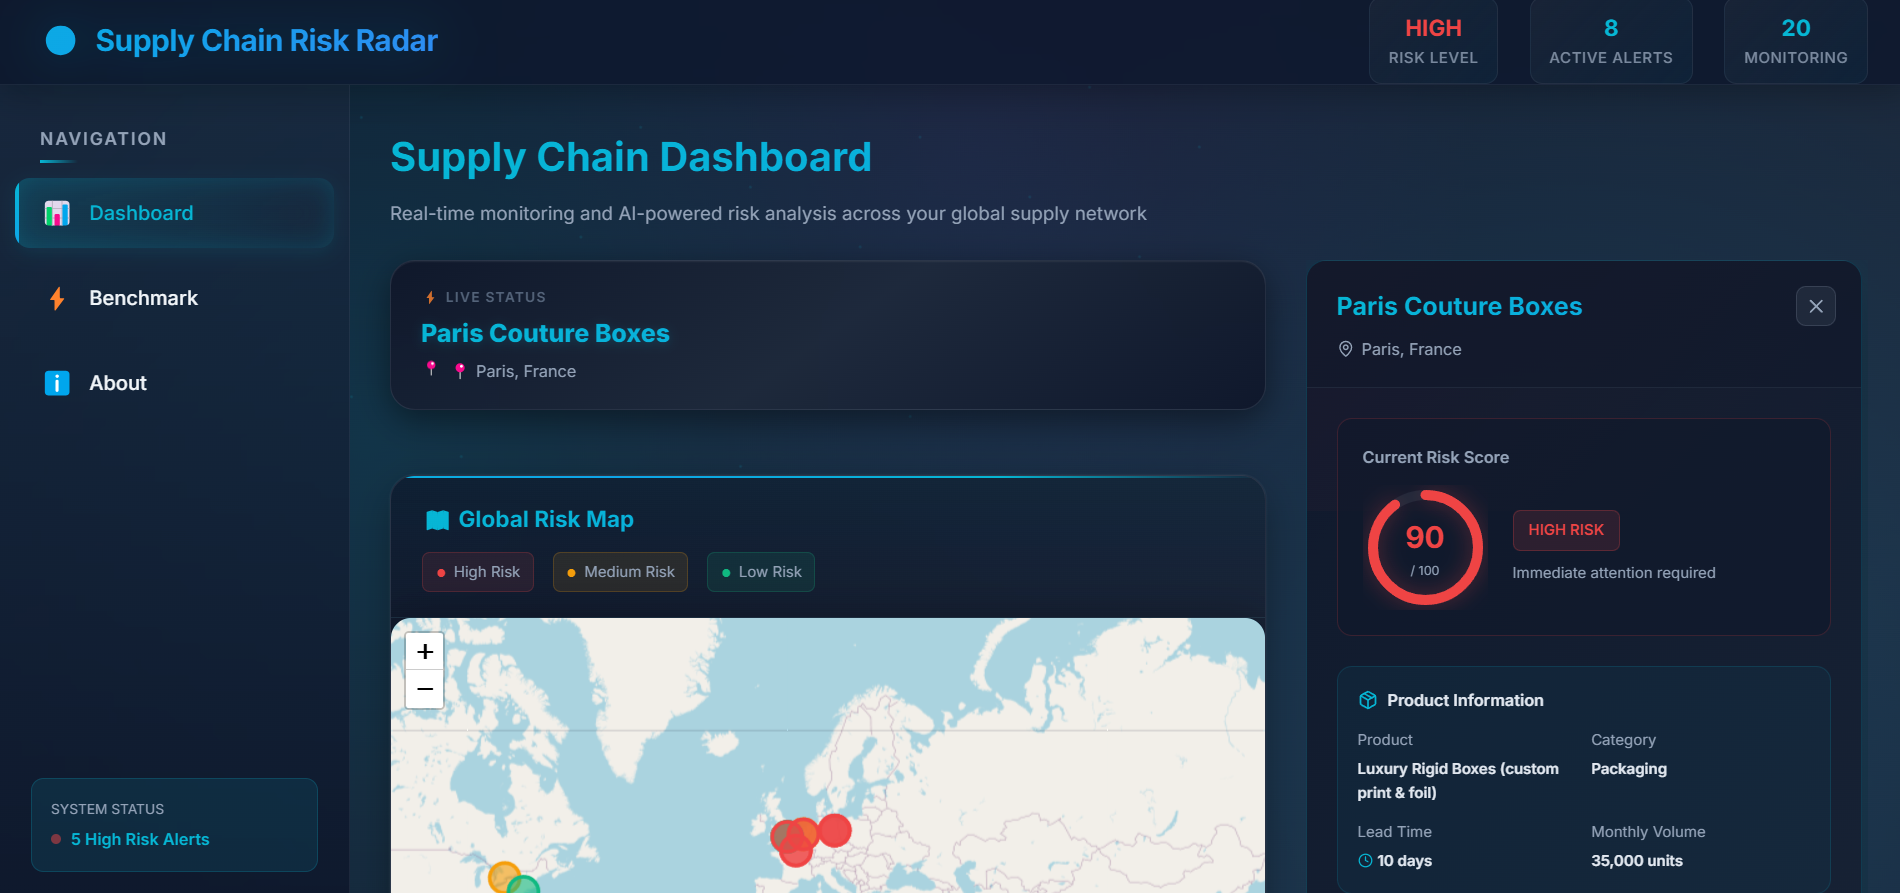 Supply Chain Risk Radar
HIGH
RISK LEVEL
8
ACTIVE ALERTS
20
MONITORING
NAVIGATION
Dashboard
Benchmark
About
SYSTEM STATUS
5 High Risk Alerts
Supply Chain Dashboard
Real-time monitoring and AI-powered risk analysis across your global supply network
LIVE STATUS
Paris Couture Boxes
Paris, France
Global Risk Map
High Risk
Medium Risk
Low Risk
+
−
Paris Couture Boxes
Paris, France
Current Risk Score
90
/ 100
HIGH RISK
Immediate attention required
Product Information
Product
Luxury Rigid Boxes (custom
print & foil)
Category
Packaging
Lead Time
10 days
Monthly Volume
35,000 units